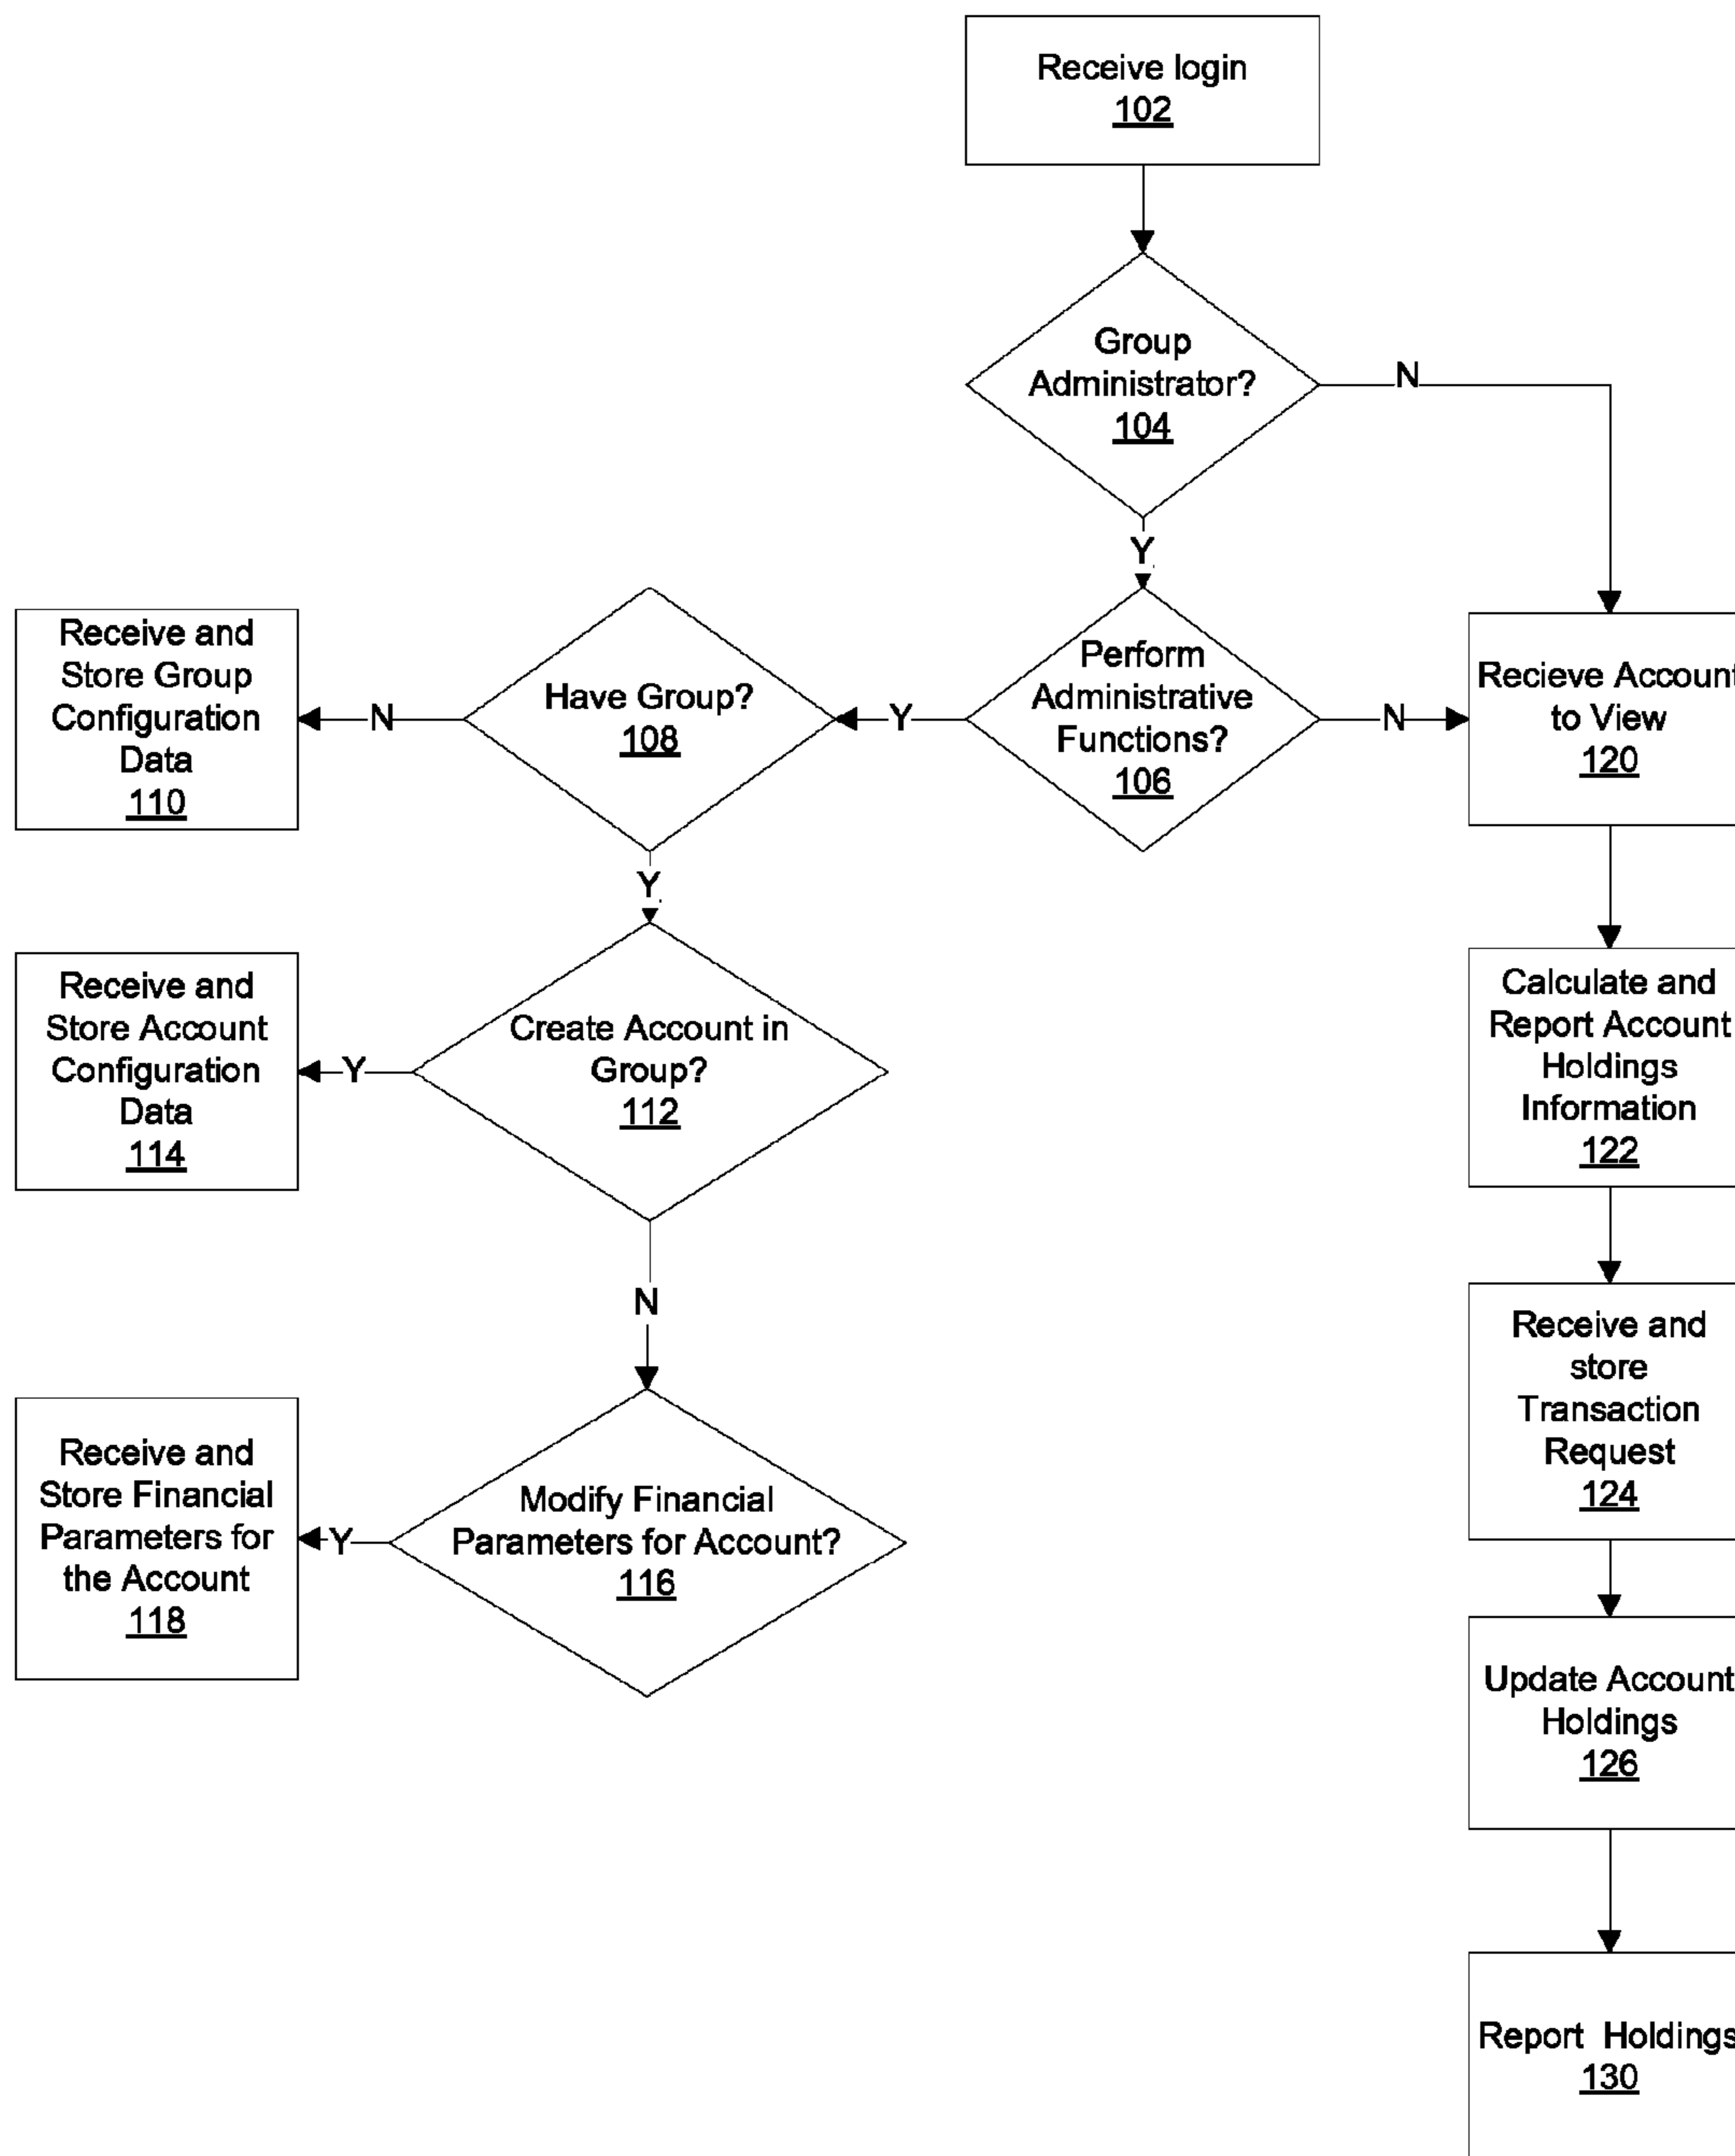 Receive login
102
Group
Administrator?
104
N
Y
Perform
Administrative
Functions?
106
Y
N
Have Group?
108
N
Y
Receive and
Store Group
Configuration
Data
110
Recieve Account
to View
120
Create Account in
Group?
112
Y
N
Receive and
Store Account
Configuration
Data
114
Calculate and
Report Account
Holdings
Information
122
Modify Financial
Parameters for Account?
116
Y
Receive and
Store Financial
Parameters for
the Account
118
Receive and
store
Transaction
Request
124
Update Account
Holdings
126
Report Holdings
130